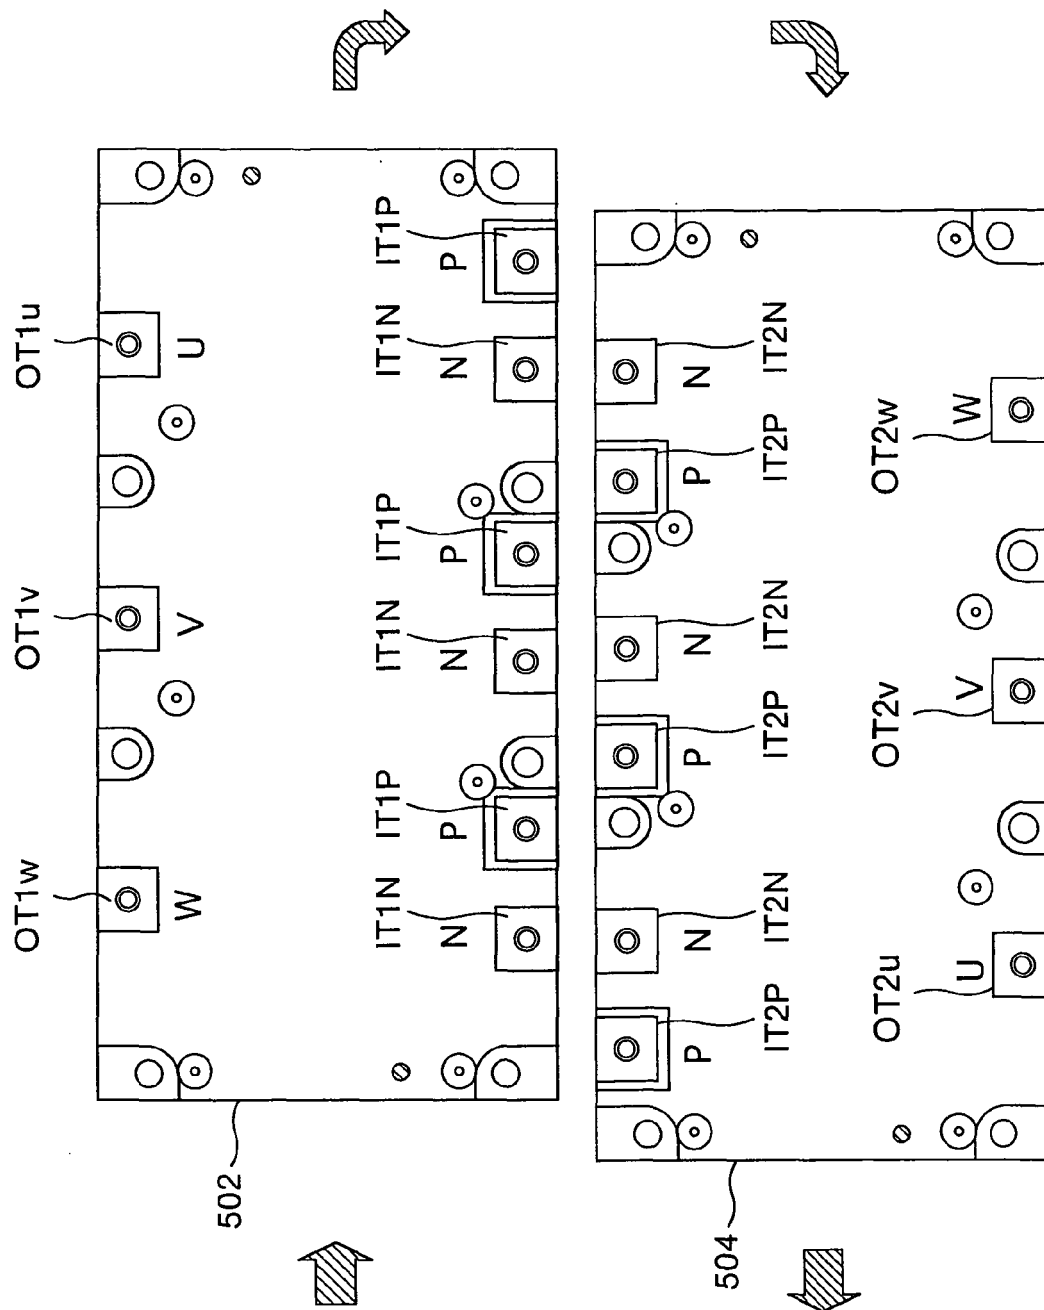 OT1w OT1v OT1u
W V U
502
IT1N IT1P IT1N IT1P IT1N IT1P
N P N P N P
P N P N P N
504
IT2P IT2N IT2P IT2N IT2P IT2N
OT2u OT2v OT2w
U V W